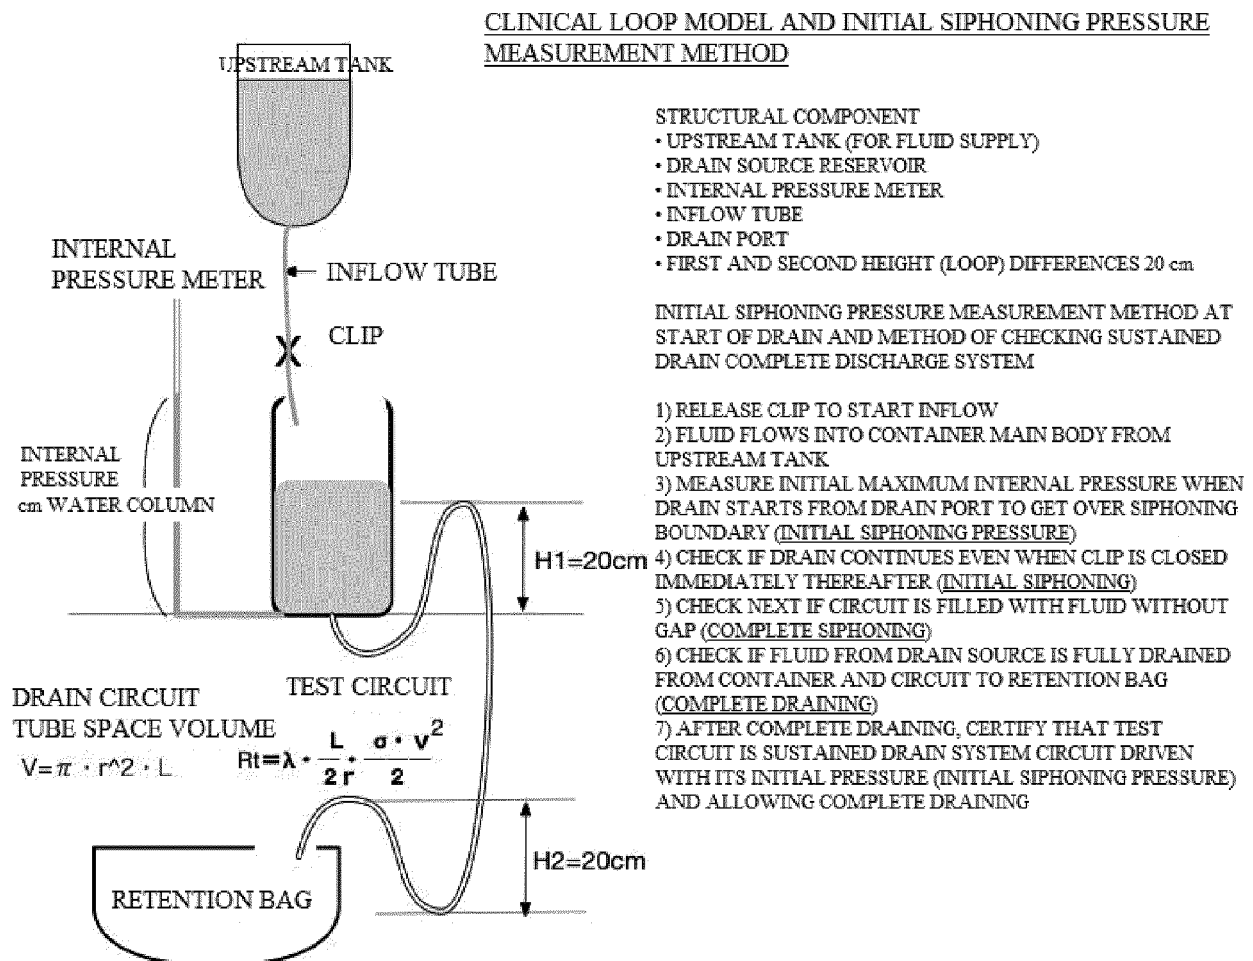 CLINICAL LOOP MODEL AND INITIAL SIPHONING PRESSURE
MEASUREMENT METHOD
UPSTREAM TANK
INTERNAL
PRESSURE METER
INFLOW TUBE
CLIP
INTERNAL
PRESSURE
cm WATER COLUMN
H1=20cm
DRAIN CIRCUIT
TUBE SPACE VOLUME
V=π・r^2・L
TEST CIRCUIT
Rt=λ・L/2r・σ・v²/2
H2=20cm
RETENTION BAG
STRUCTURAL COMPONENT
• UPSTREAM TANK (FOR FLUID SUPPLY)
• DRAIN SOURCE RESERVOIR
• INTERNAL PRESSURE METER
• INFLOW TUBE
• DRAIN PORT
• FIRST AND SECOND HEIGHT (LOOP) DIFFERENCES 20 cm
INITIAL SIPHONING PRESSURE MEASUREMENT METHOD AT
START OF DRAIN AND METHOD OF CHECKING SUSTAINED
DRAIN COMPLETE DISCHARGE SYSTEM
1) RELEASE CLIP TO START INFLOW
2) FLUID FLOWS INTO CONTAINER MAIN BODY FROM
UPSTREAM TANK
3) MEASURE INITIAL MAXIMUM INTERNAL PRESSURE WHEN
DRAIN STARTS FROM DRAIN PORT TO GET OVER SIPHONING
BOUNDARY (INITIAL SIPHONING PRESSURE)
4) CHECK IF DRAIN CONTINUES EVEN WHEN CLIP IS CLOSED
IMMEDIATELY THEREAFTER (INITIAL SIPHONING)
5) CHECK NEXT IF CIRCUIT IS FILLED WITH FLUID WITHOUT
GAP (COMPLETE SIPHONING)
6) CHECK IF FLUID FROM DRAIN SOURCE IS FULLY DRAINED
FROM CONTAINER AND CIRCUIT TO RETENTION BAG
(COMPLETE DRAINING)
7) AFTER COMPLETE DRAINING, CERTIFY THAT TEST
CIRCUIT IS SUSTAINED DRAIN SYSTEM CIRCUIT DRIVEN
WITH ITS INITIAL PRESSURE (INITIAL SIPHONING PRESSURE)
AND ALLOWING COMPLETE DRAINING